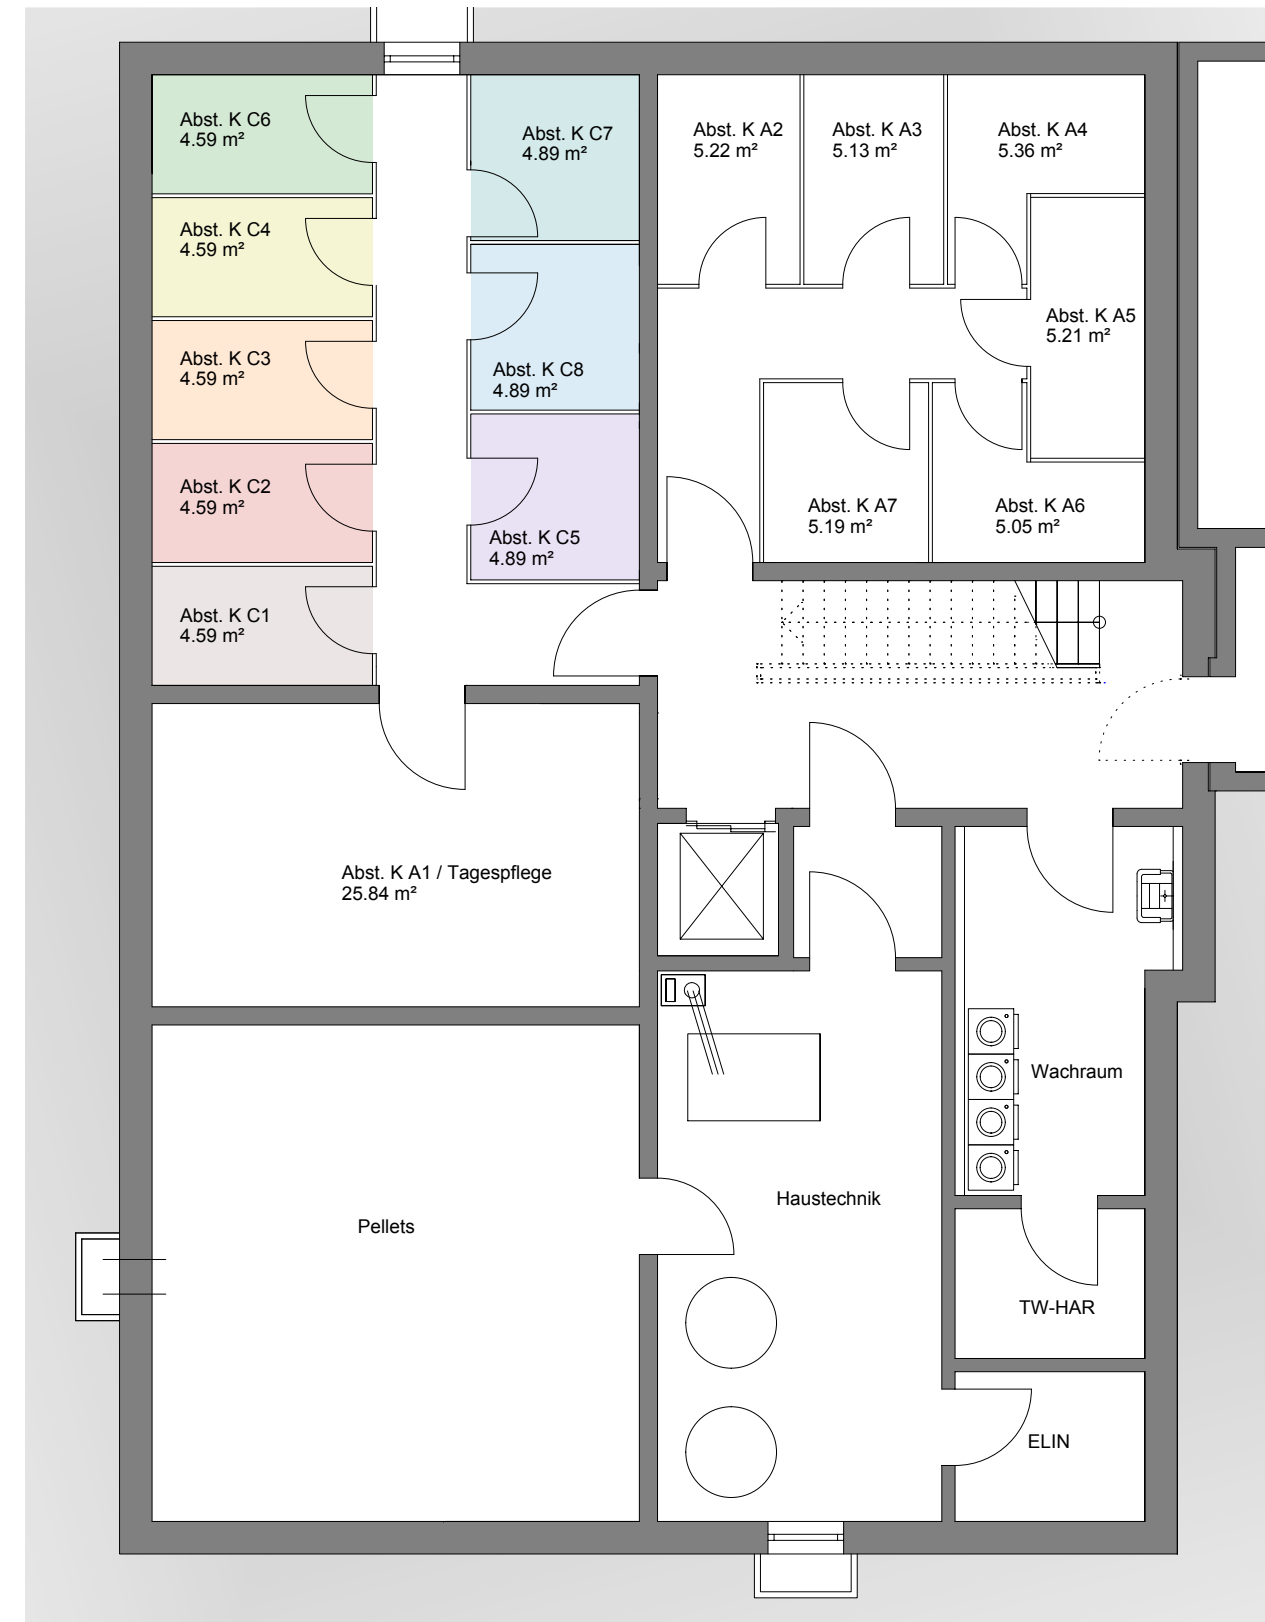 Abst. K C6
4.59 m²
Abst. K C7
4.89 m²
Abst. K A2
5.22 m²
Abst. K A3
5.13 m²
Abst. K A4
5.36 m²
Abst. K C4
4.59 m²
Abst. K A5
5.21 m²
Abst. K C3
4.59 m²
Abst. K C8
4.89 m²
Abst. K C2
4.59 m²
Abst. K C5
4.89 m²
Abst. K A7
5.19 m²
Abst. K A6
5.05 m²
Abst. K C1
4.59 m²
Abst. K A1 / Tagespflege
25.84 m²
Wachraum
Haustechnik
Pellets
TW-HAR
ELIN